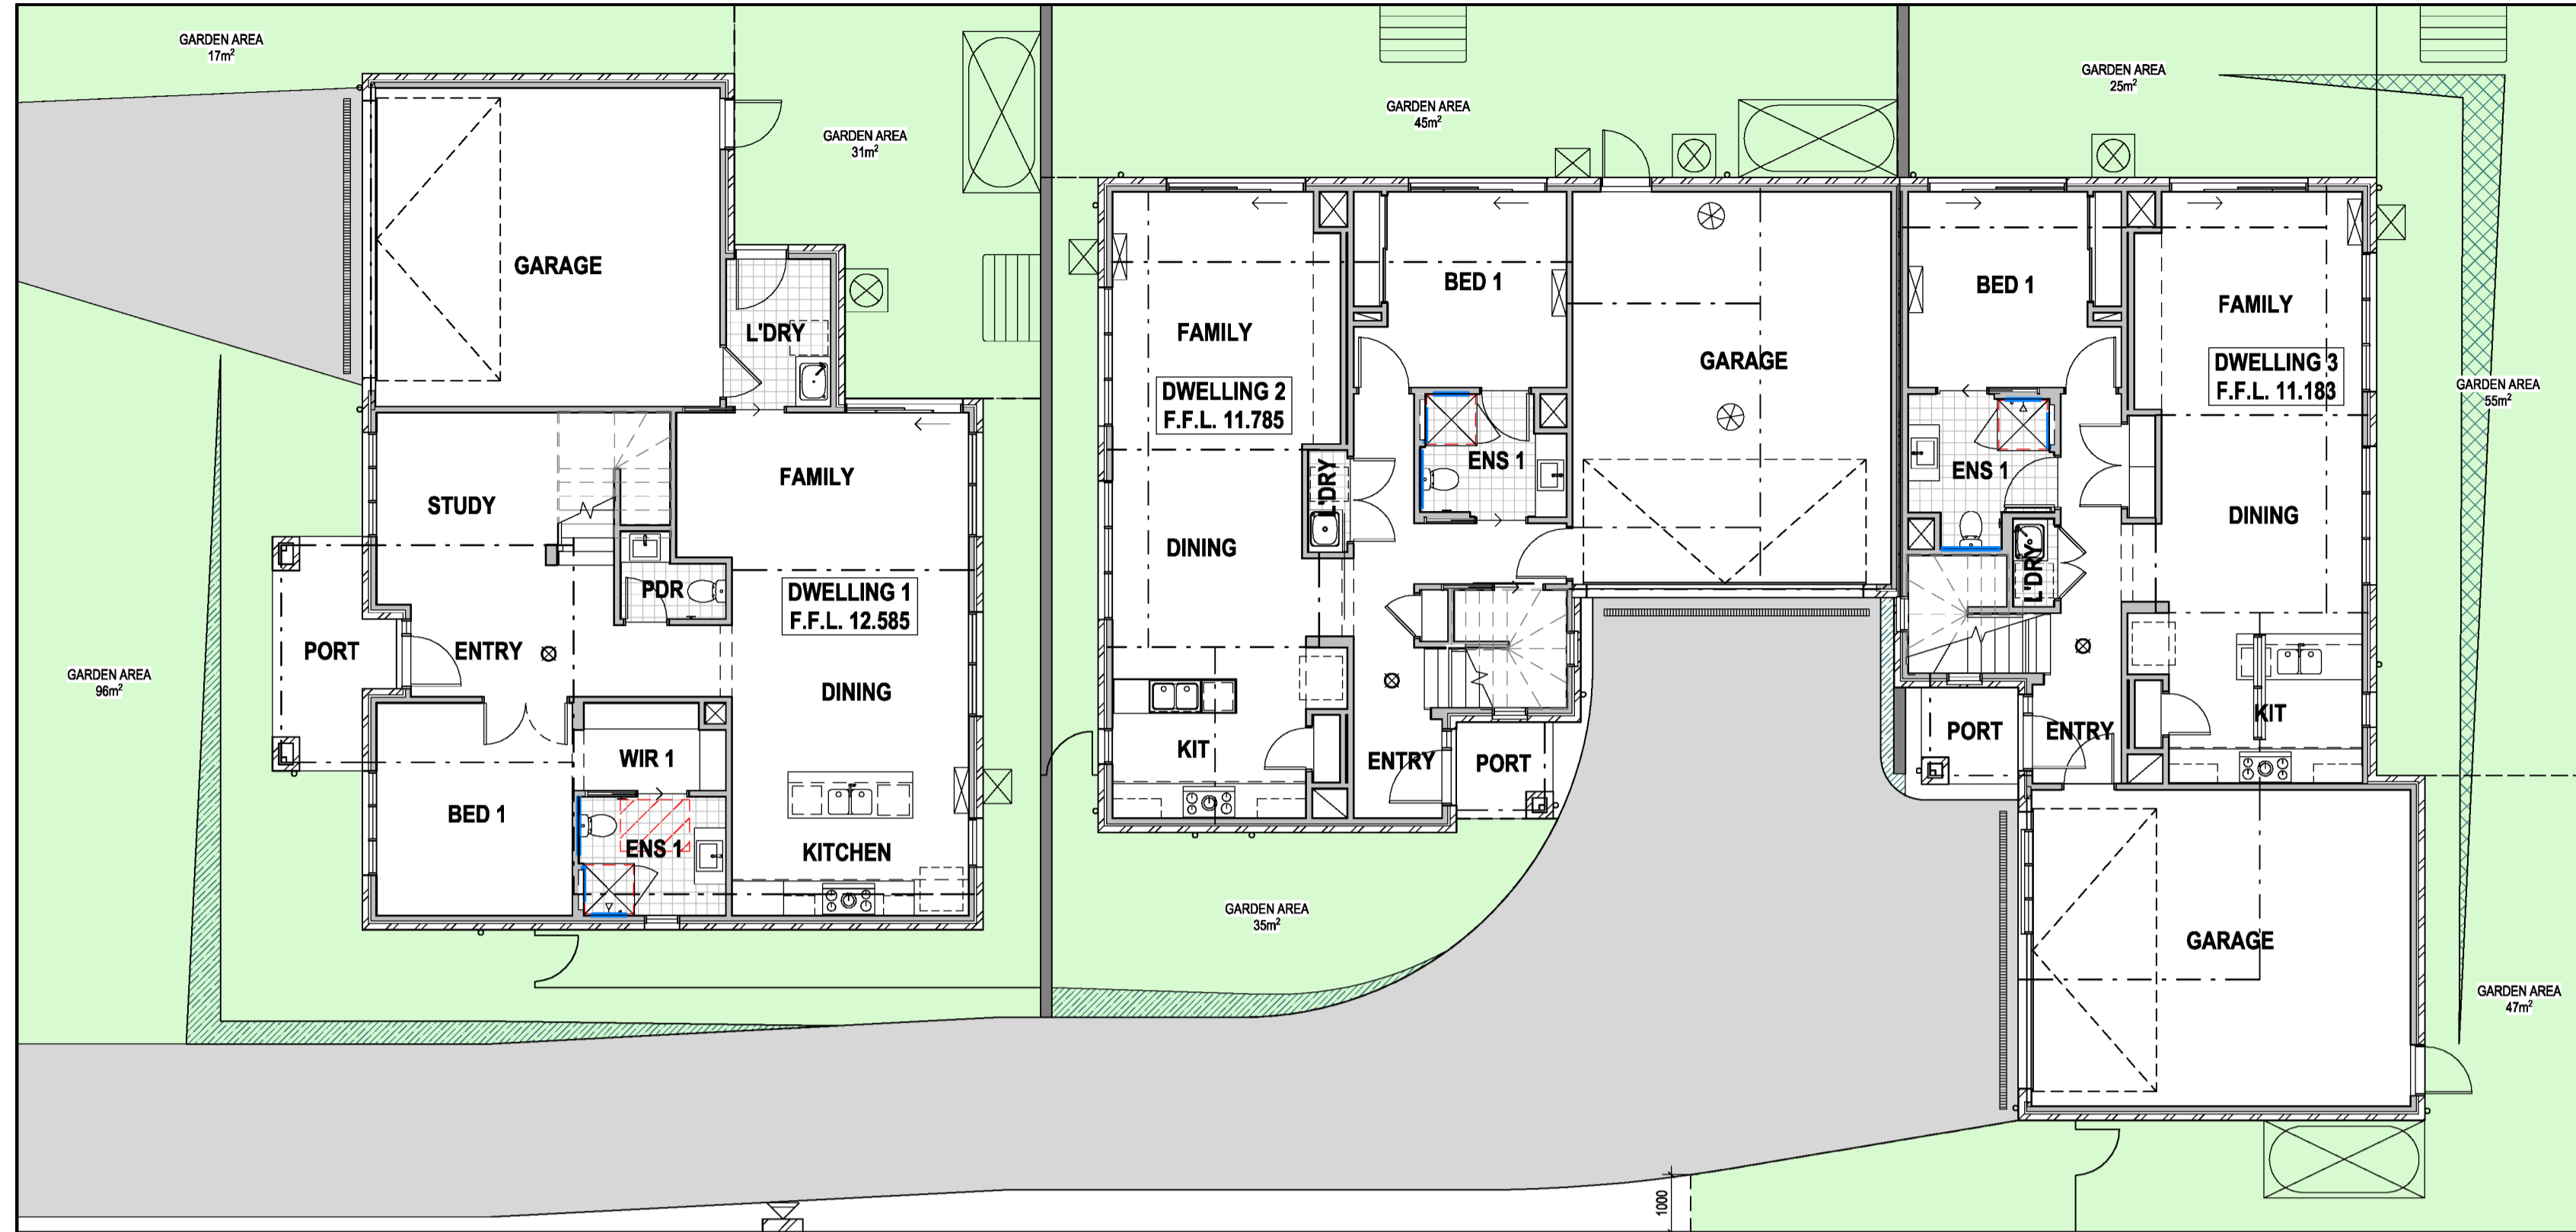 GARDEN AREA
17m²
GARDEN AREA
31m²
GARAGE
L'DRY
STUDY
FAMILY
PDR
DWELLING 1
F.F.L. 12.585
PORT
ENTRY
GARDEN AREA
96m²
DINING
WIR 1
BED 1
ENS 1
KITCHEN
GARDEN AREA
45m²
BED 1
FAMILY
GARAGE
DWELLING 2
F.F.L. 11.785
L'DRY
ENS 1
DINING
KIT
ENTRY
PORT
GARDEN AREA
35m²
GARDEN AREA
25m²
BED 1
FAMILY
DWELLING 3
F.F.L. 11.183
GARDEN AREA
55m²
ENS 1
DINING
L'DRY
PORT
ENTRY
KIT
GARAGE
GARDEN AREA
47m²
1000